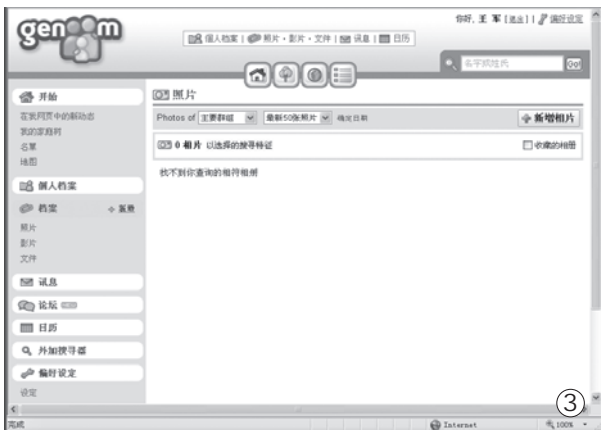 genoom
你好, 王 军 [退出] | 偏好设定
個人档案 | 照片·影片·文件 | 讯息 | 日历
名字或姓氏 Go!
开始
在我网页中的新动态
我的家庭树
名單
地图
個人档案
档案 新增
照片
影片
文件
讯息
论坛
日历
外加搜寻器
偏好设定
设定
照片
Photos of 主要群组 最新50张照片 确定日期
新增相片
0 相片 以选择的搜寻特征 收藏的相册
找不到你查询的相符相册
③
完成 Internet 100%